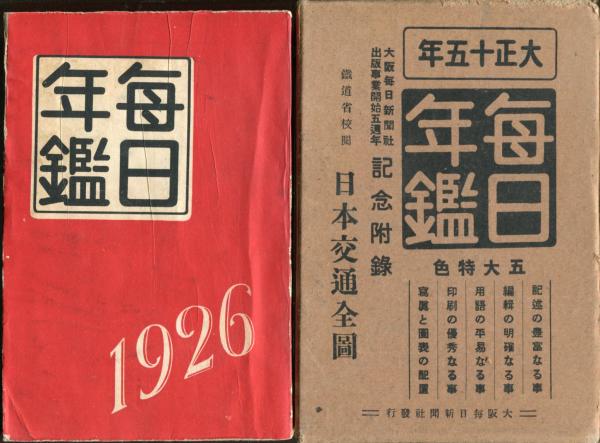 毎日
年鑑
1926
大正十五年
毎日
年鑑
五大特色
記述の豊富なる事
編輯の明確なる事
用語の平易なる事
印刷の優秀なる事
寫眞と圖表の配置
大阪毎日新聞社
出版事業開始五週年
記念附錄
鐵道省校閲
日本交通全圖
大阪毎日新聞社發行